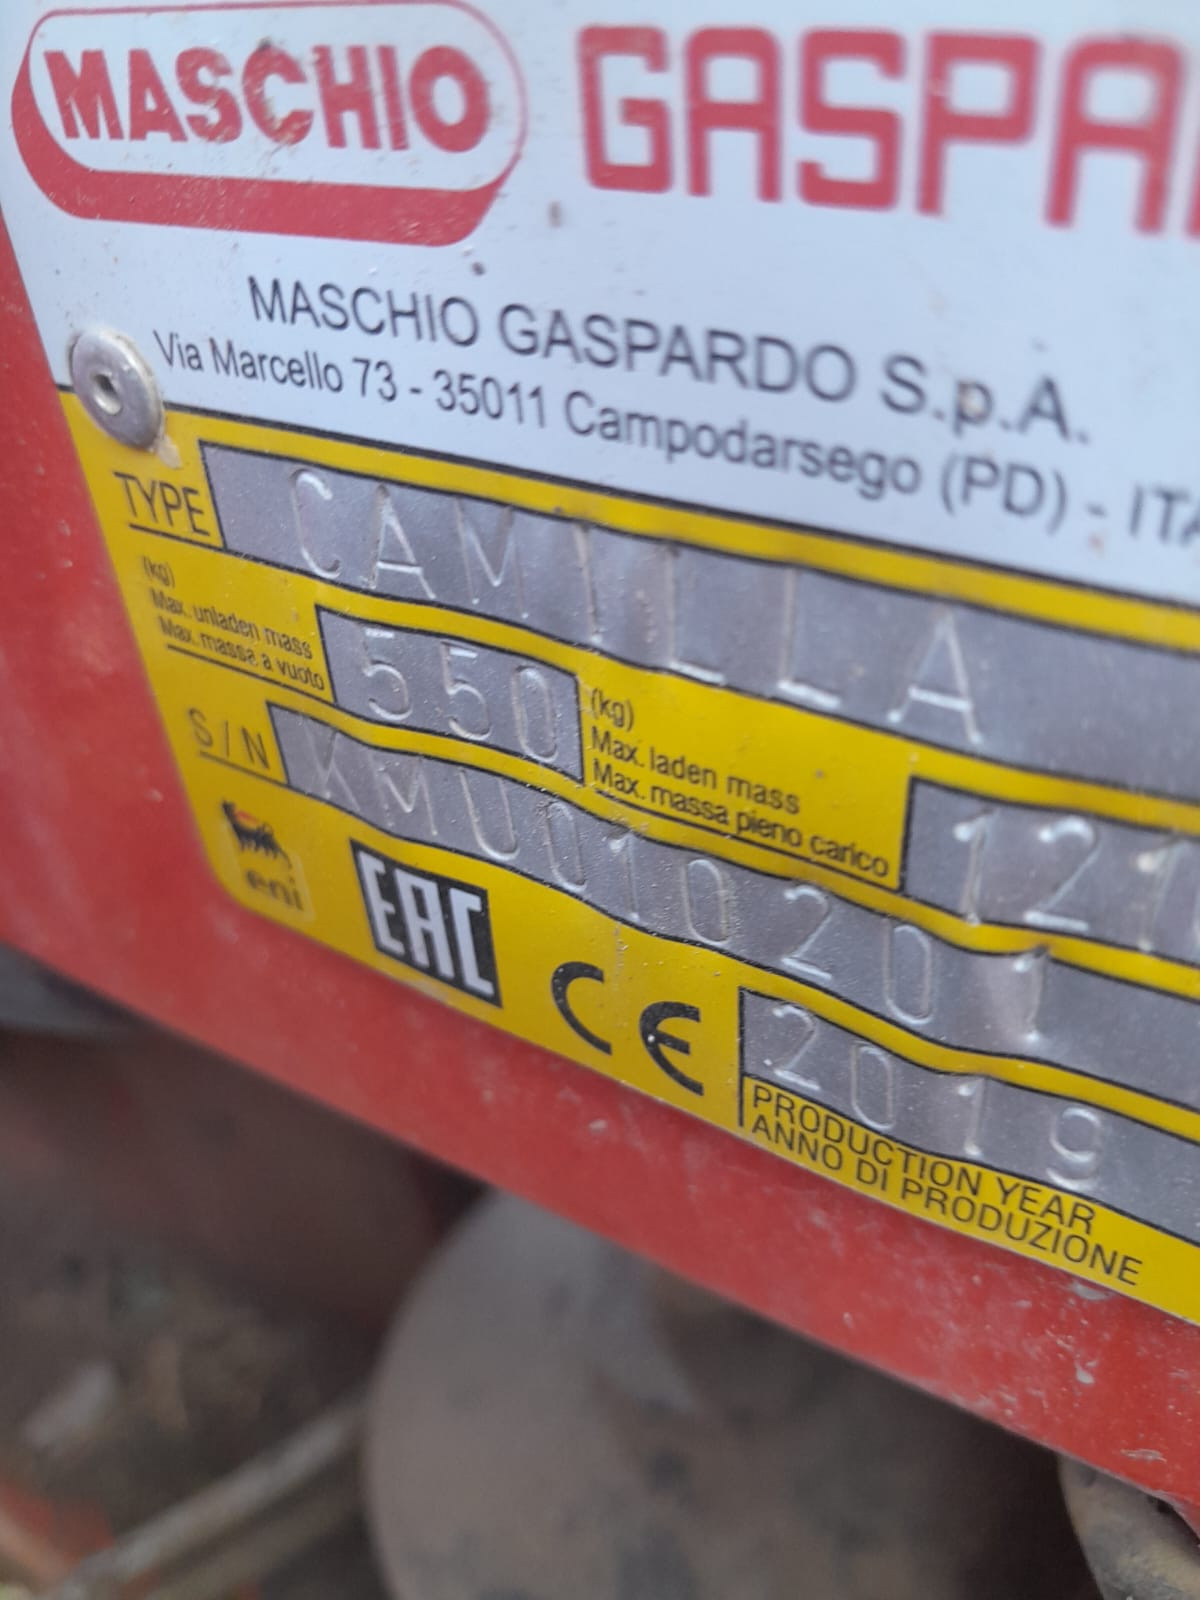 MASCHIO GASPA
MASCHIO GASPARDO S.p.A.
Via Marcello 73 - 35011 Campodarsego (PD) - ITA
TYPE CAMILLA
(kg)
Max. unladen mass
Max. massa a vuoto
550
(kg)
Max. laden mass
Max. massa pieno carico
S/N KMU010201
eni
EAC
CE
2019
PRODUCTION YEAR
ANNO DI PRODUZIONE